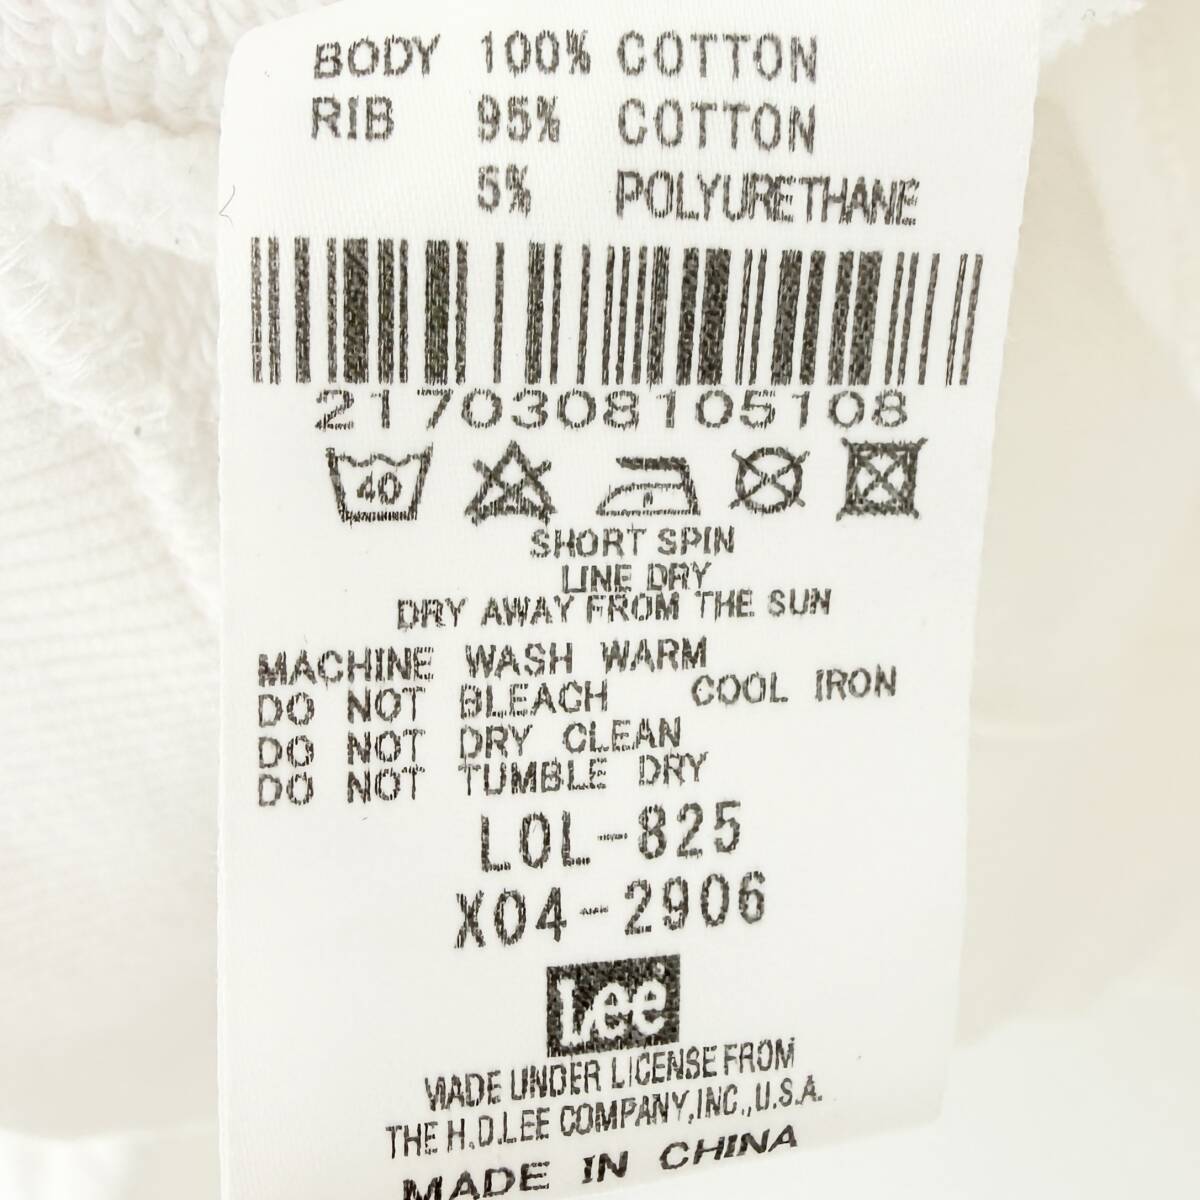 BODY 100% COTTON
RIB 95% COTTON
5% POLYURETHANE
2170308105108
40
SHORT SPIN
LINE DRY
DRY AWAY FROM THE SUN
MACHINE WASH WARM
DO NOT BLEACH COOL IRON
DO NOT DRY CLEAN
DO NOT TUMBLE DRY
LOL-825
X04-2906
Lee
MADE UNDER LICENSE FROM
THE H.D.LEE COMPANY,INC.,U.S.A.
MADE IN CHINA